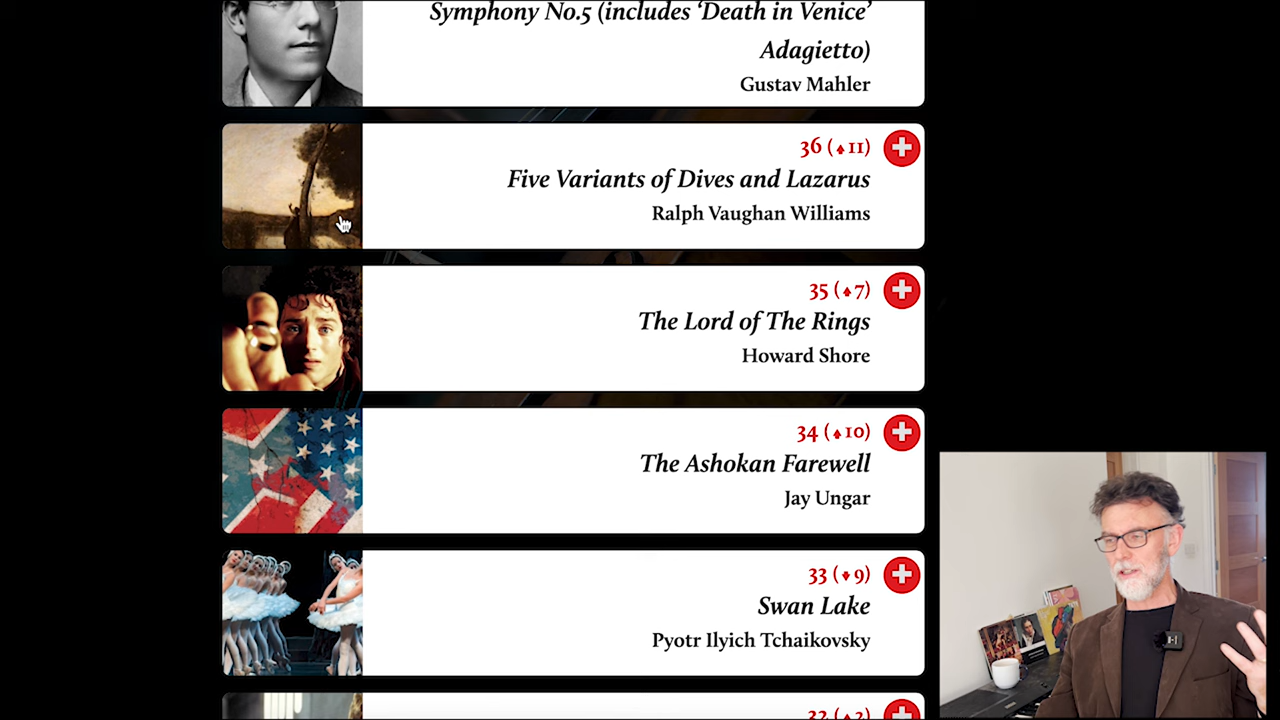 Symphony No.5 (includes ‘Death in Venice’
Adagietto)
Gustav Mahler
36 (▲11)
Five Variants of Dives and Lazarus
Ralph Vaughan Williams
35 (▲7)
The Lord of The Rings
Howard Shore
34 (▲10)
The Ashokan Farewell
Jay Ungar
33 (▼9)
Swan Lake
Pyotr Ilyich Tchaikovsky
32 (▲2)